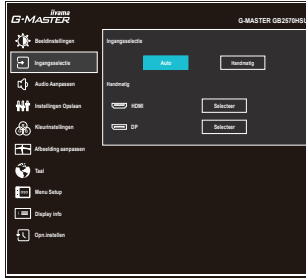 iiyama
G-MASTER
G-MASTER GB2570HSU
Beeldinstellingen
Ingangsselectie
Audio Aanpassen
Instellingen Opslaan
Kleurinstellingen
Afbeelding aanpassen
Taal
Menu Setup
Display info
Opn.instellen
Ingangsselectie
Auto
Handmatig
Handmatig
HDMI
Selecteer
DP
Selecteer